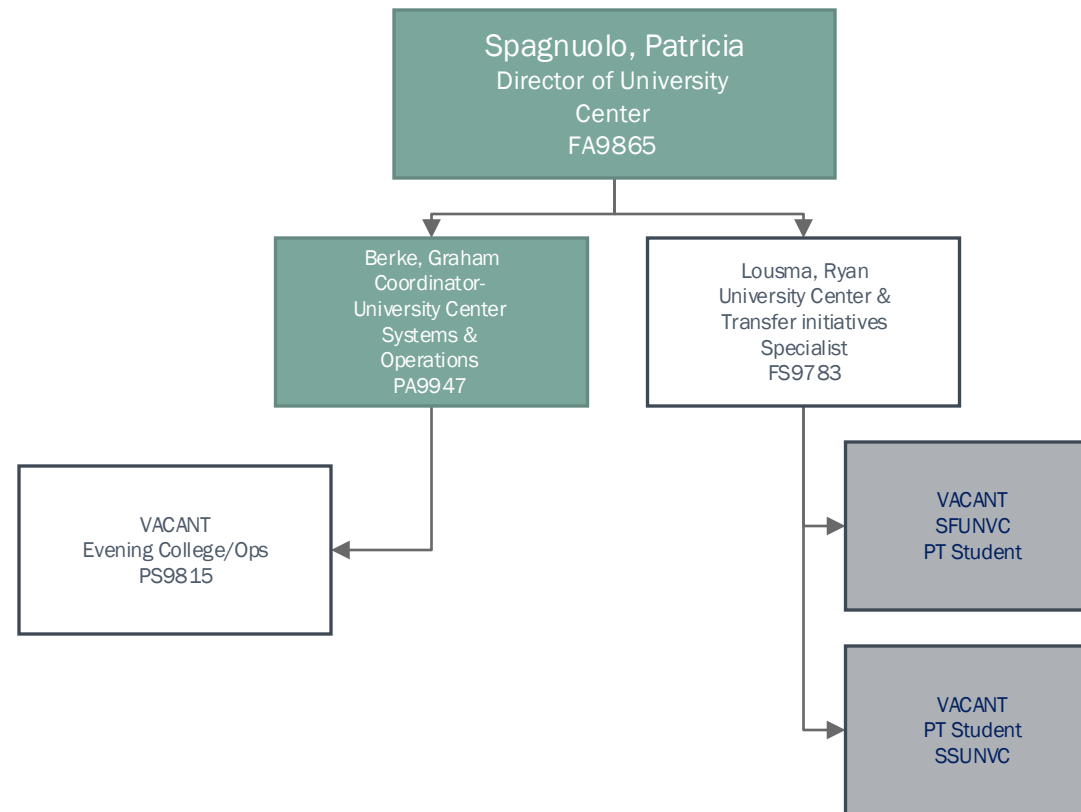 Spagnuolo, Patricia
Director of University
Center
FA9865
Berke, Graham
Coordinator-
University Center
Systems &
Operations
PA9947
Lousma, Ryan
University Center &
Transfer initiatives
Specialist
FS9783
VACANT
Evening College/Ops
PS9815
VACANT
SFUNVC
PT Student
VACANT
PT Student
SSUNVC